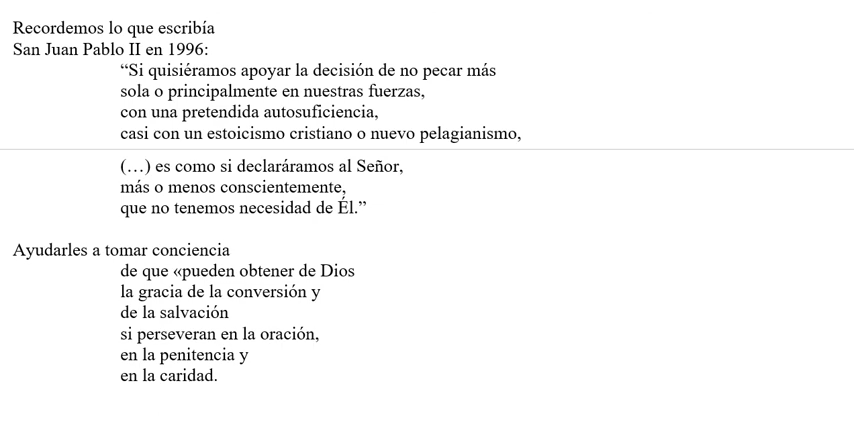 Recordemos lo que escribía
San Juan Pablo II en 1996:
“Si quisiéramos apoyar la decisión de no pecar más
sola o principalmente en nuestras fuerzas,
con una pretendida autosuficiencia,
casi con un estoicismo cristiano o nuevo pelagianismo,
(…) es como si declaráramos al Señor,
más o menos conscientemente,
que no tenemos necesidad de Él.”
Ayudarles a tomar conciencia
de que «pueden obtener de Dios
la gracia de la conversión y
de la salvación
si perseveran en la oración,
en la penitencia y
en la caridad.